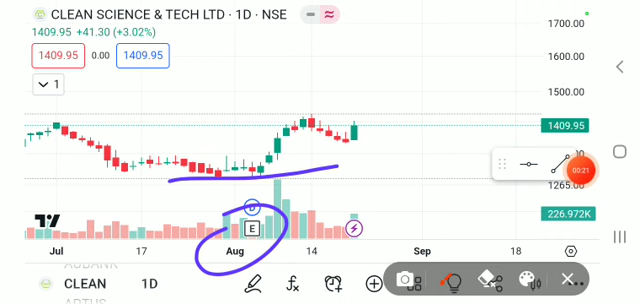 CLEAN SCIENCE & TECH LTD · 1D · NSE
1409.95 +41.30 (+3.02%)
1409.95 0.00 1409.95
1
1700.00
1600.00
1500.00
1409.95
1265.00
226.972K
D
E
Jul 17 Aug 14 Sep 18
00:21
CLEAN 1D